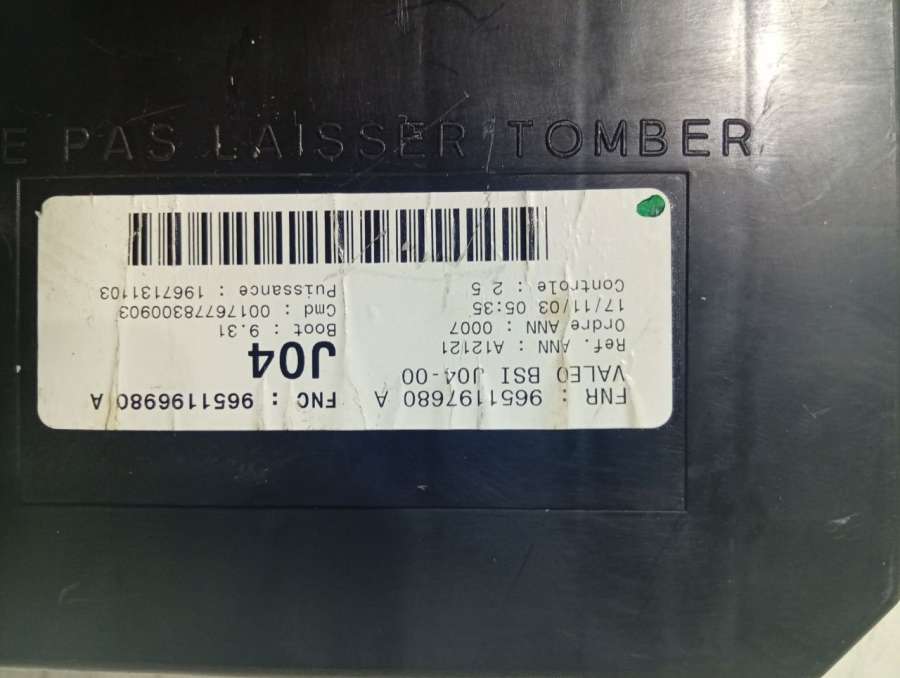 E PAS LAISSER TOMBER
FNR : 9651197680 A FNC : 9651196980 A
VALEO BSI J04-00
J04
Ref. ANN : A12121
Ordre ANN : 0007 Boot : 9.31
17/11/03 05:35 Cmd : 00176778300903
Controle : 2 5 Puissance : 1967131103